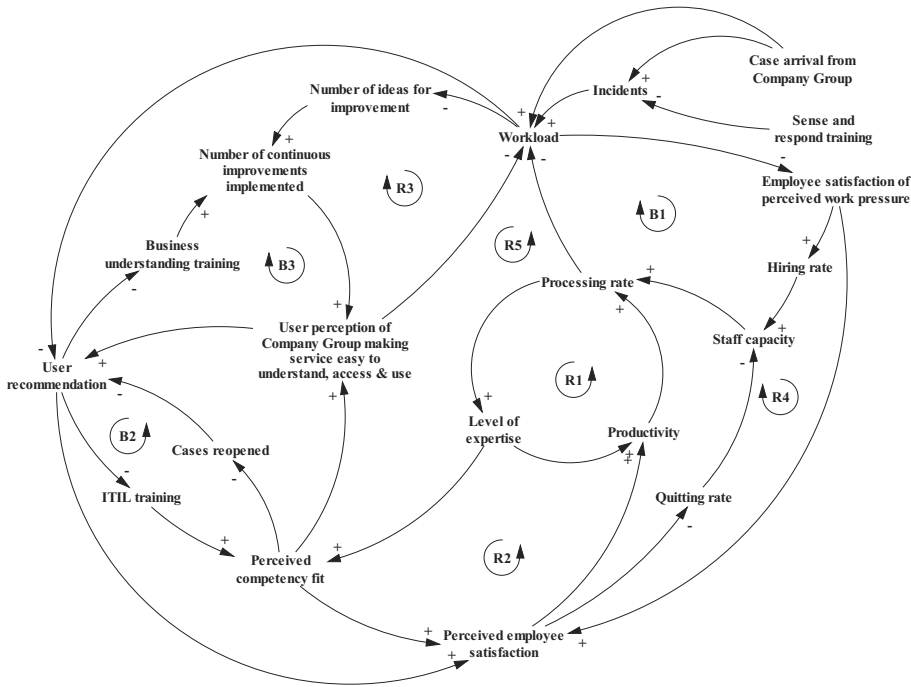 Case arrival from
Company Group
+
-
Incidents
Number of ideas for
improvement
-
+
+
Sense and
respond training
Workload
-
-
-
+
Number of continuous
improvements
implemented
R3
Employee satisfaction of
perceived work pressure
+
B1
+
Business
understanding training
-
B3
R5
Hiring rate
Processing rate
+
+
+
+
User perception of
Company Group making
service easy to
understand, access & use
Staff capacity
-
-
User
recommendation
+
-
+
R1
R4
+
Level of
expertise
Productivity
+
+
B2
Cases reopened
-
-
ITIL training
Quitting rate
-
+
+
Perceived
competency fit
R2
+
Perceived employee
satisfaction
+
+